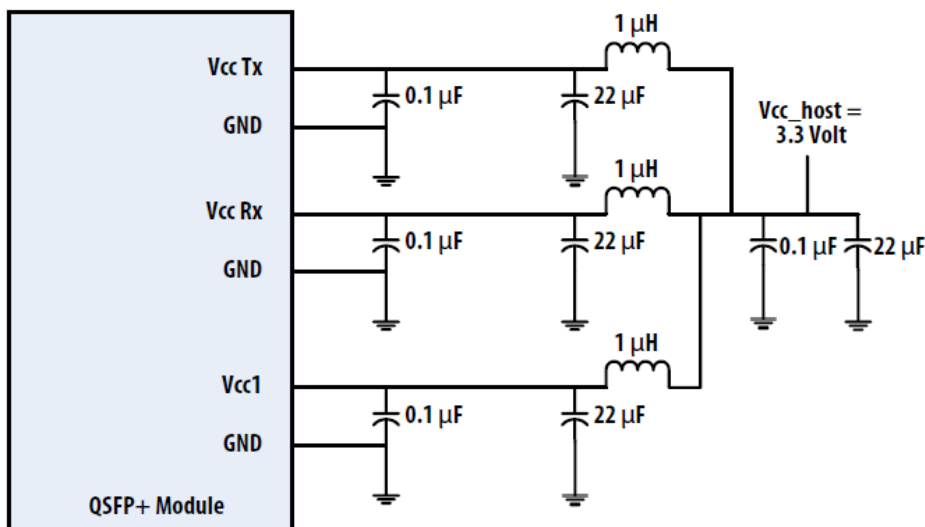 1 µH
Vcc Tx
0.1 µF
22 µF
Vcc_host =
3.3 Volt
GND
1 µH
Vcc Rx
0.1 µF
22 µF
0.1 µF
22 µF
GND
1 µH
Vcc1
0.1 µF
22 µF
GND
QSFP+ Module